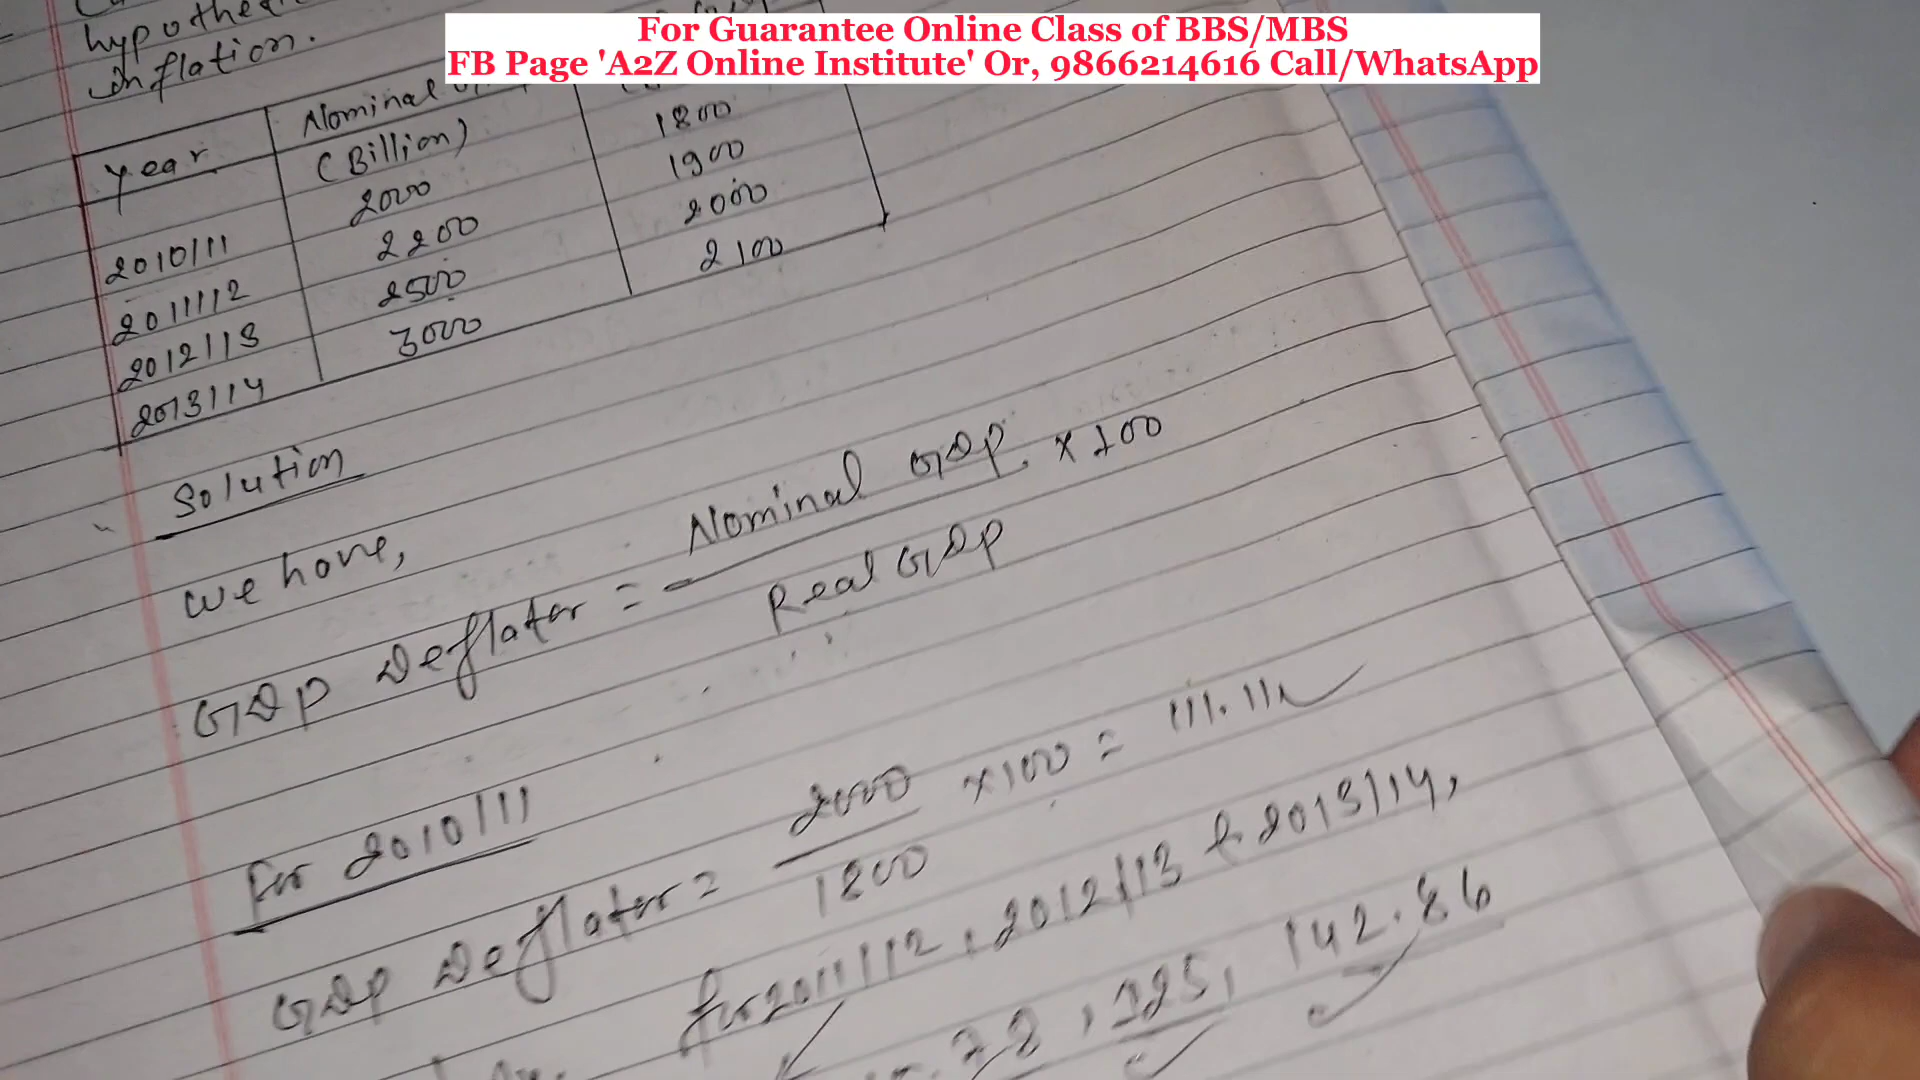 For Guarantee Online Class of BBS/MBS
FB Page 'A2Z Online Institute' Or, 9866214616 Call/WhatsApp
inflation.
Year Nominal
(Billion)
2010/11 2000 1800
2011/12 2200 1900
2012/13 2500 2000
2013/14 3000 2100
Solution
we have,
GDP Deflator = Nominal GDP × 100
Real GDP
for 2010/11
GDP Deflator = 2000 ×100 = 111.11
1800
for 2011/12, 2012/13 & 2013/14,
.78, 125, 142.86